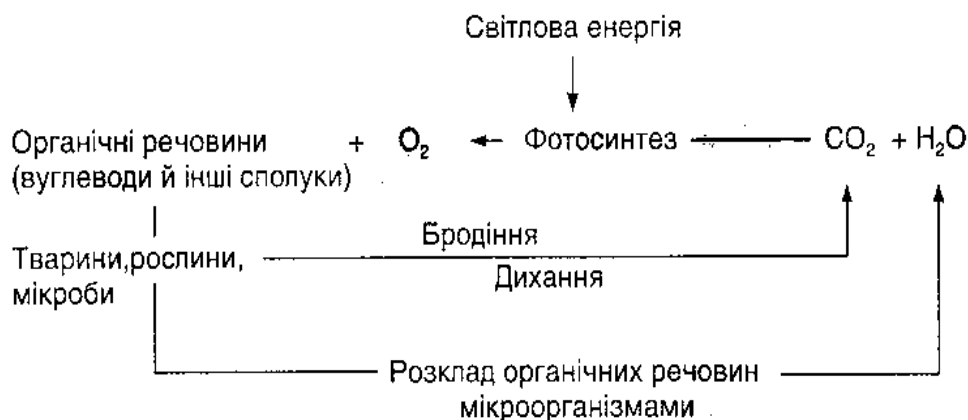 Світлова енергія
Органічні речовини + O₂ Фотосинтез CO₂ + H₂O
(вуглеводи й інші сполуки)
Бродіння
Тварини,рослини,
Дихання
мікроби
Розклад органічних речовин
мікроорганізмами